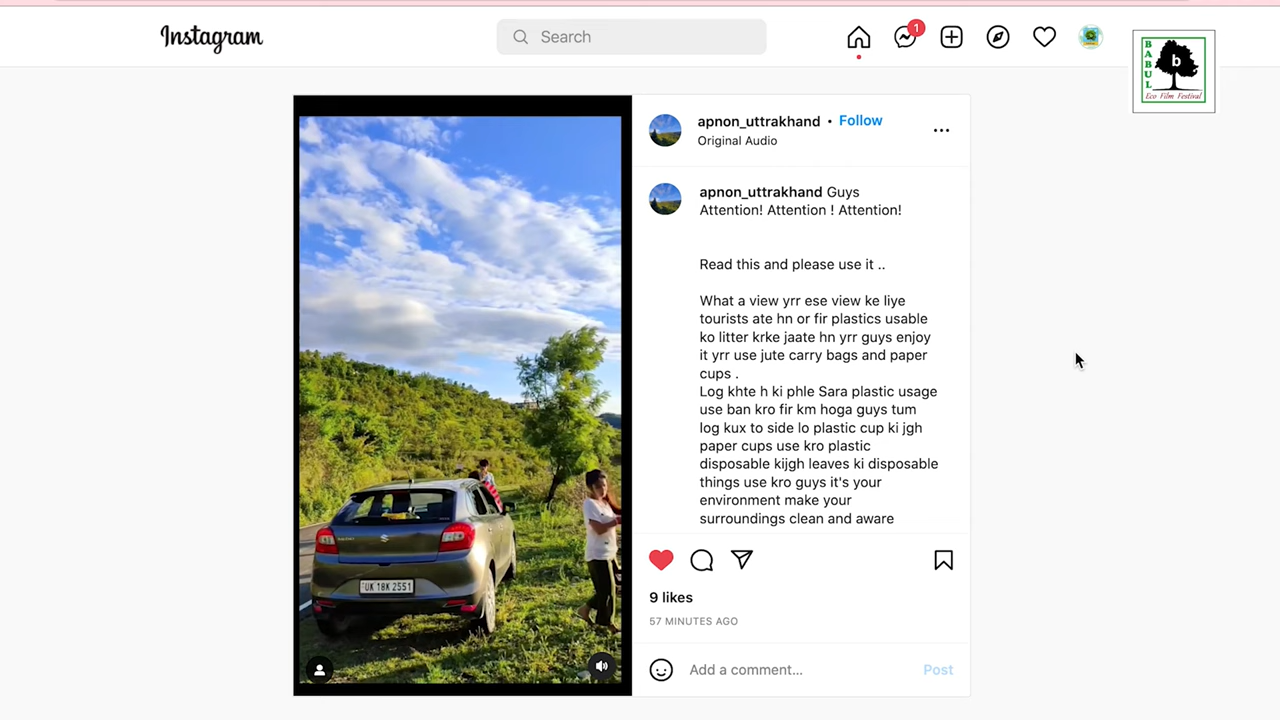 Instagram
Search
1
BABUL
b
Eco Film Festival
apnon_uttrakhand • Follow
Original Audio
apnon_uttrakhand Guys
Attention! Attention ! Attention!
Read this and please use it ..
What a view yrr ese view ke liye
tourists ate hn or fir plastics usable
ko litter krke jaate hn yrr guys enjoy
it yrr use jute carry bags and paper
cups .
Log khte h ki phle Sara plastic usage
use ban kro fir km hoga guys tum
log kux to side lo plastic cup ki jgh
paper cups use kro plastic
disposable kijgh leaves ki disposable
things use kro guys it's your
environment make your
surroundings clean and aware
UK 18K 2551
9 likes
57 MINUTES AGO
Add a comment...
Post